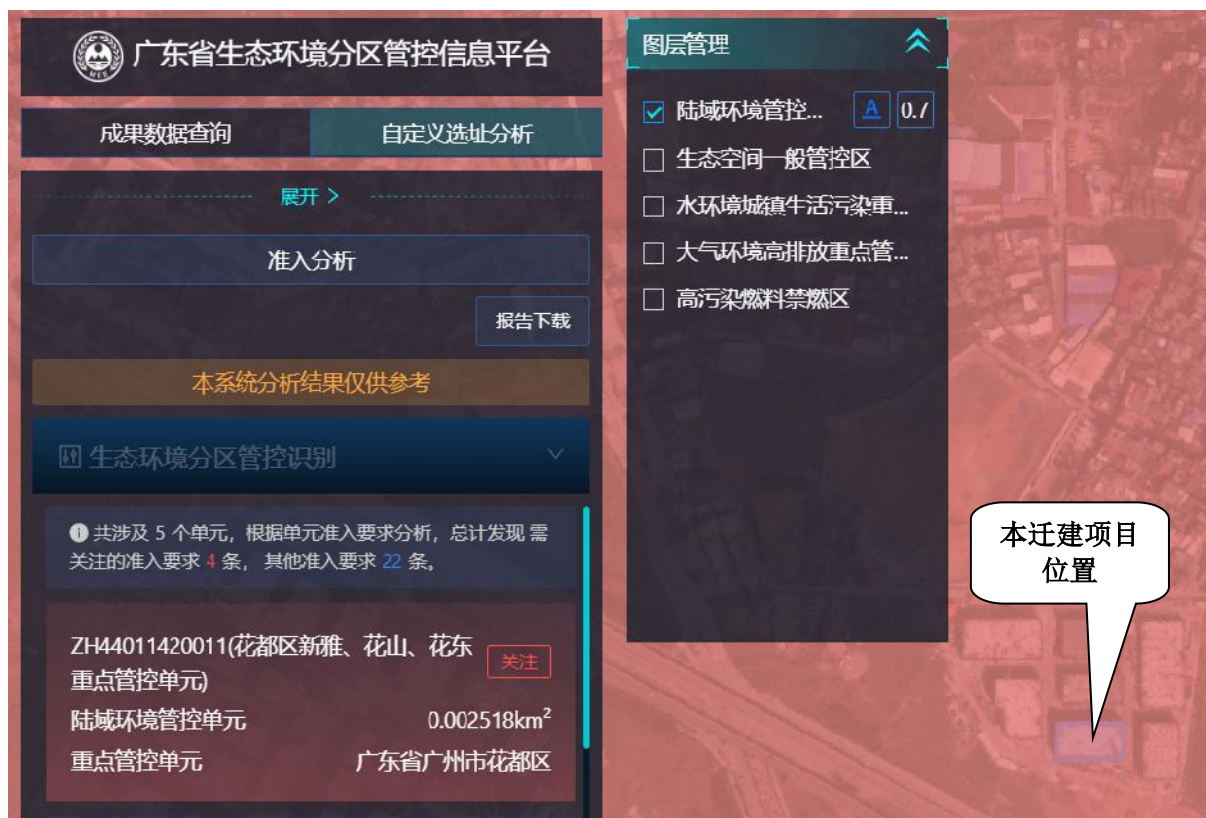 广东省生态环境分区管控信息平台
成果数据查询
自定义选址分析
展开 >
准入分析
报告下载
本系统分析结果仅供参考
生态环境分区管控识别
共涉及 5 个单元，根据单元准入要求分析，总计发现 需
关注的准入要求 4 条， 其他准入要求 22 条。
ZH44011420011(花都区新雅、花山、花东
重点管控单元)
关注
陆域环境管控单元
0.002518km²
重点管控单元
广东省广州市花都区
图层管理
陆域环境管控...
A
0.7
生态空间一般管控区
水环境城镇生活污染重...
大气环境高排放重点管...
高污染燃料禁燃区
本迁建项目
位置